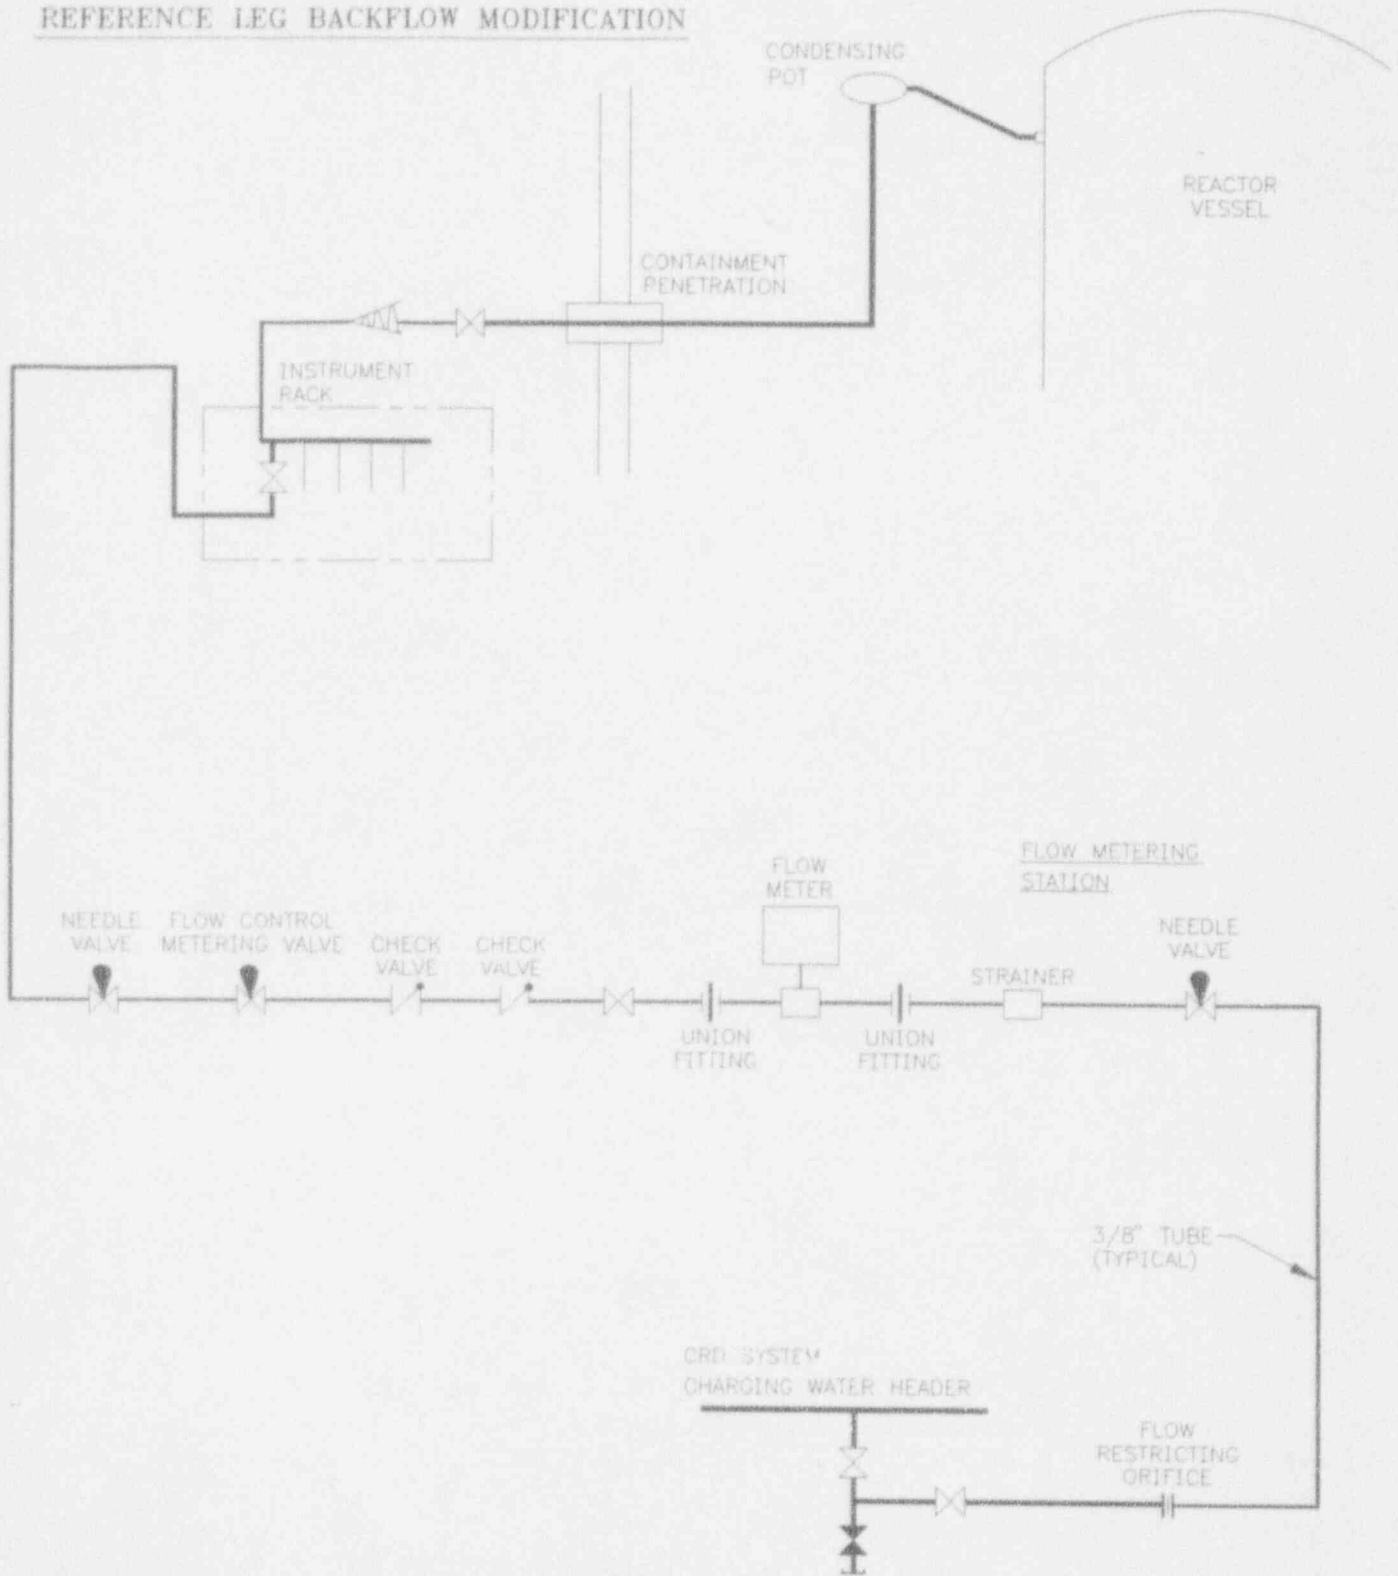 REFERENCE LEG BACKFLOW MODIFICATION
CONDENSING
POT
REACTOR
VESSEL
CONTAINMENT
PENETRATION
INSTRUMENT
RACK
FLOW METERING
STATION
FLOW
METER
NEEDLE
VALVE
FLOW CONTROL
METERING VALVE
CHECK
VALVE
CHECK
VALVE
STRAINER
NEEDLE
VALVE
UNION
FITTING
UNION
FITTING
3/8" TUBE
(TYPICAL)
CRD SYSTEM
CHARGING WATER HEADER
FLOW
RESTRICTING
ORIFICE